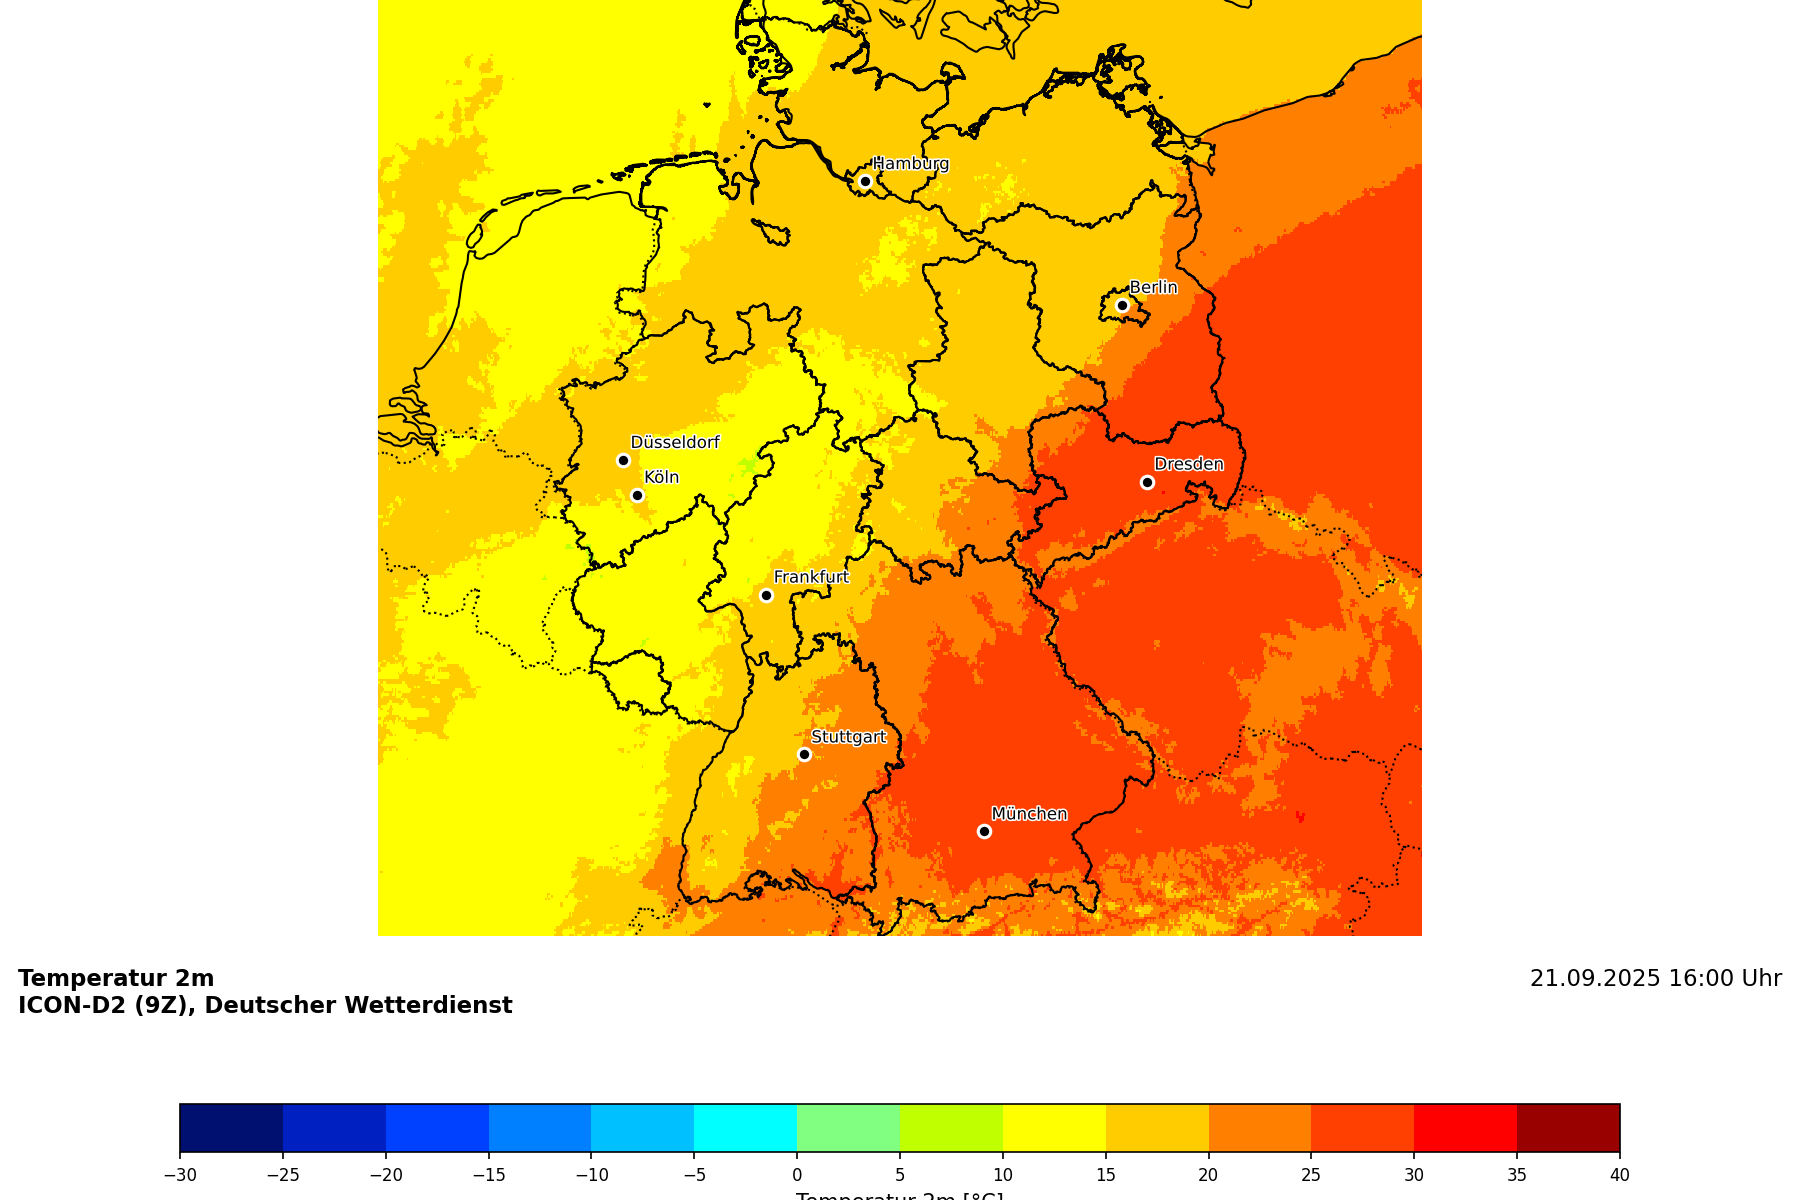 Hamburg
Berlin
Düsseldorf
Köln
Dresden
Frankfurt
Stuttgart
München
Temperatur 2m
ICON-D2 (9Z), Deutscher Wetterdienst
21.09.2025 16:00 Uhr
−30 −25 −20 −15 −10 −5 0 5 10 15 20 25 30 35 40
Temperatur 2m [°C]